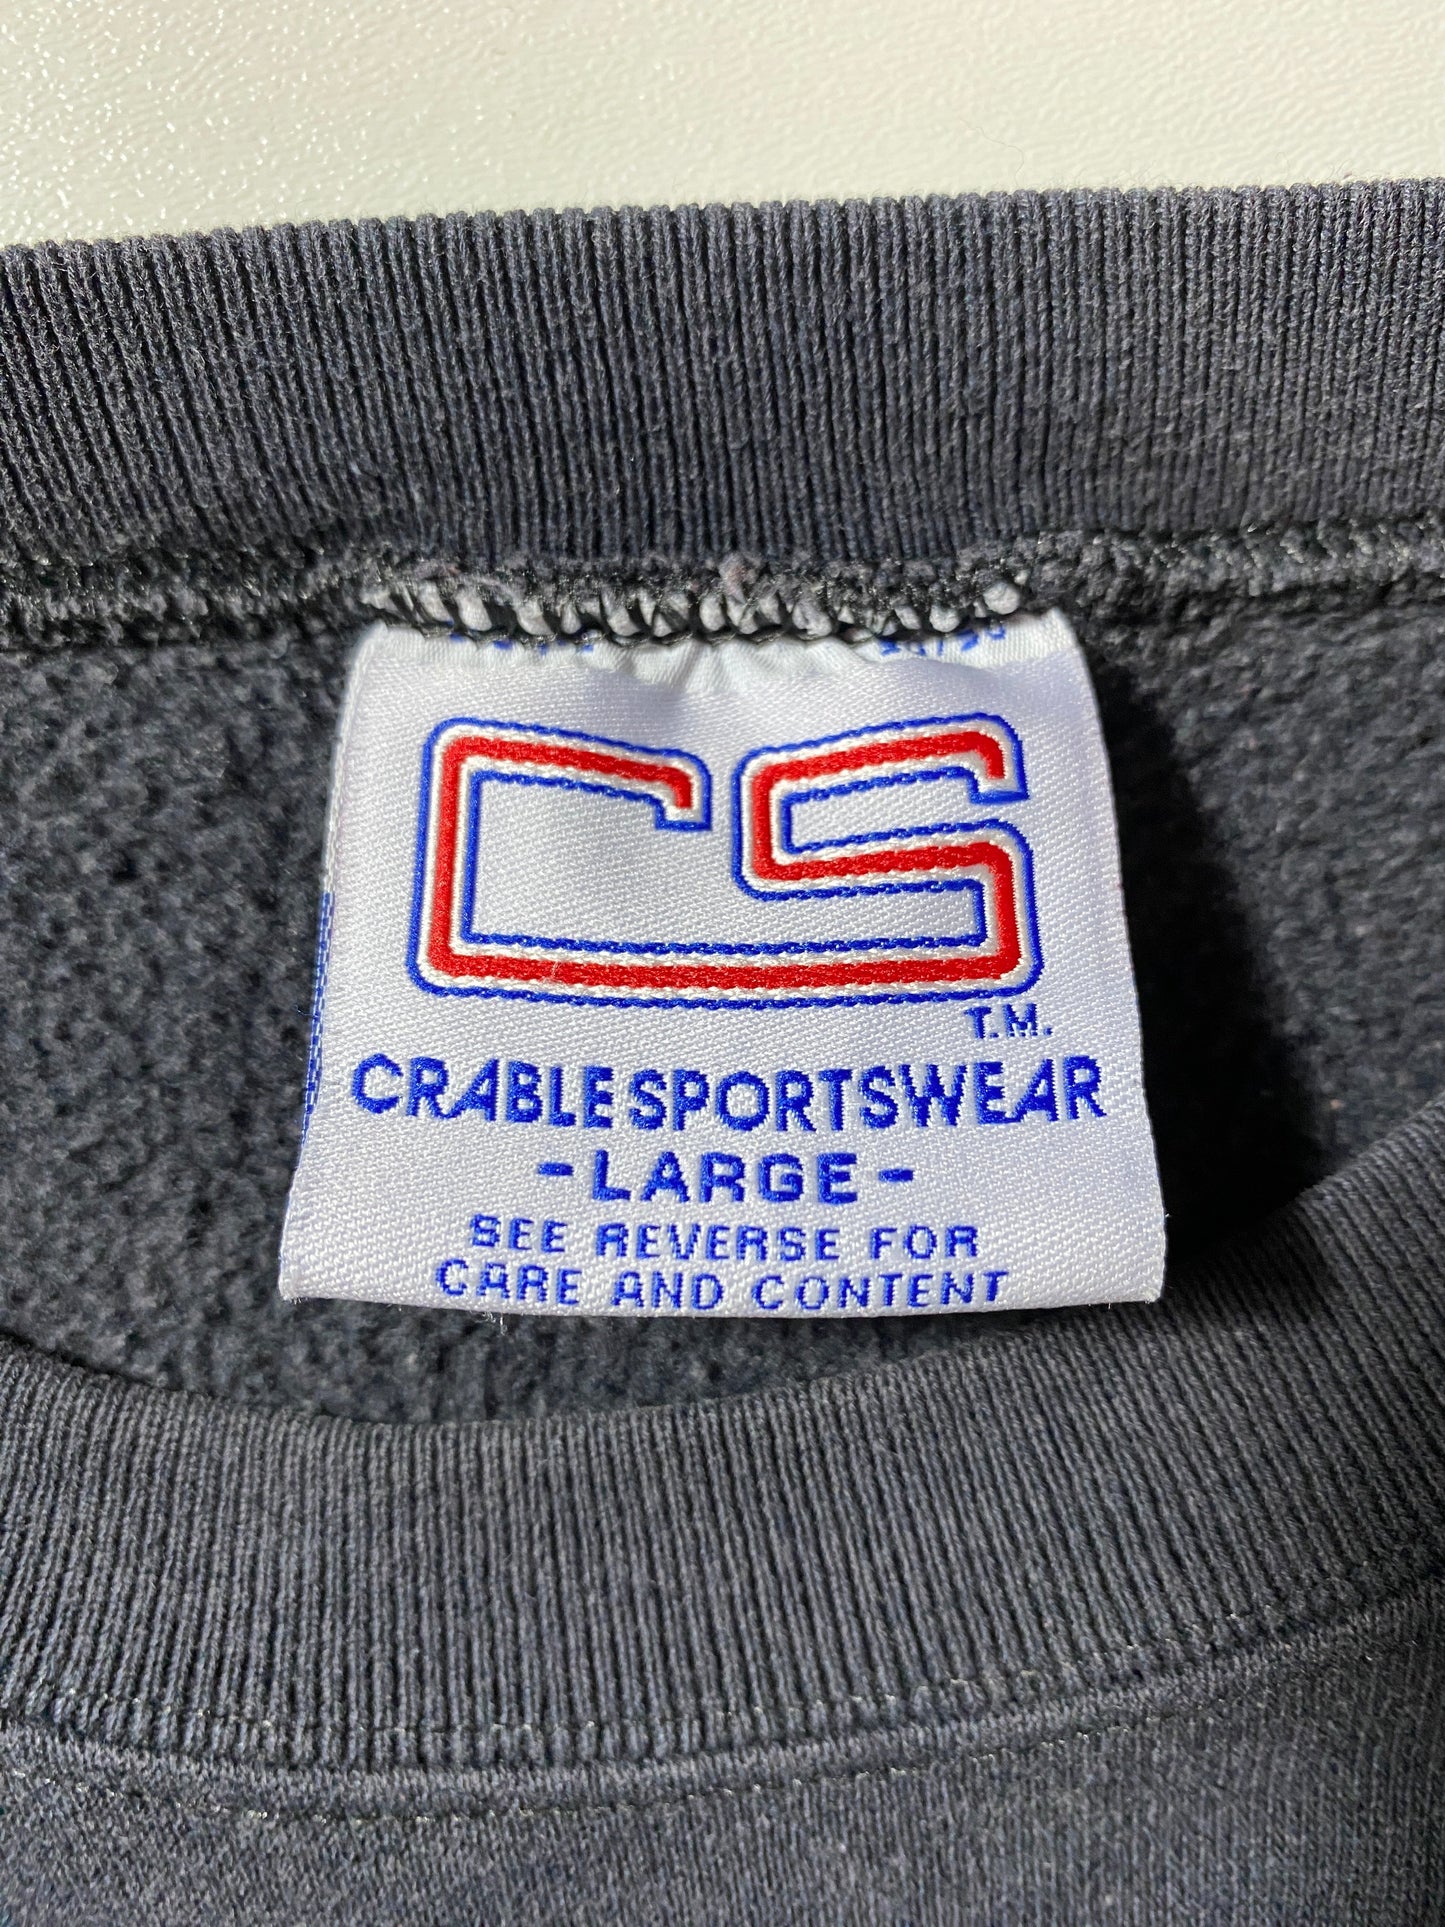 CS
T.M.
CRABLE SPORTSWEAR
-LARGE-
SEE REVERSE FOR
CARE AND CONTENT